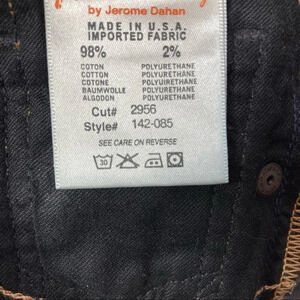 by Jerome Dahan
MADE IN U.S.A.
IMPORTED FABRIC
98% 2%
COTTON POLYURETHANE
COTTON POLYURETHANE
COTONE POLYURETHANE
BAUMWOLLE POLYURETHANE
ALGODON POLYURETHANE
Cut# 2956
Style# 142-085
SEE CARE ON REVERSE
30